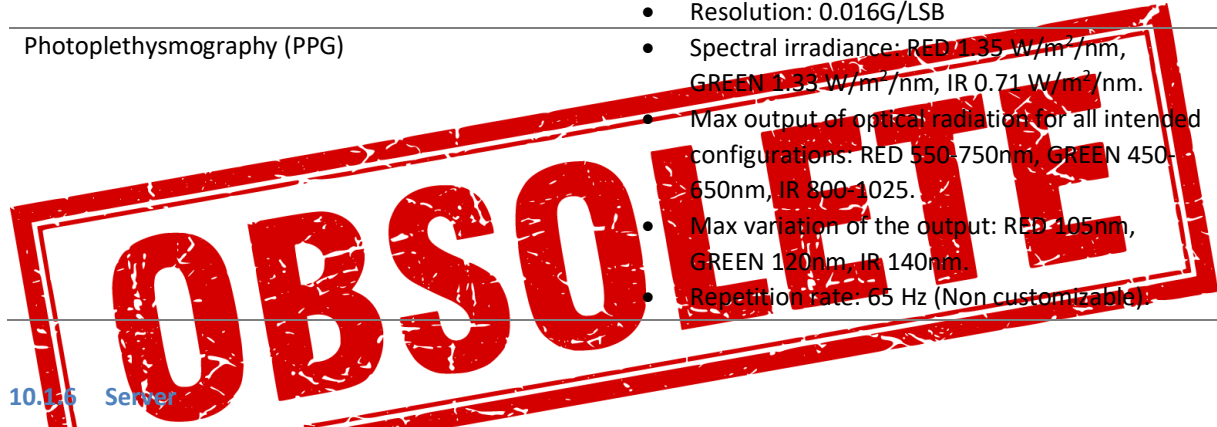 • Resolution: 0.016G/LSB
Photoplethysmography (PPG)
• Spectral irradiance: RED 1.35 W/m²/nm,
GREEN 1.33 W/m²/nm, IR 0.71 W/m²/nm.
• Max output of optical radiation for all intended
configurations: RED 550-750nm, GREEN 450-
650nm, IR 800-1025.
• Max variation of the output: RED 105nm,
GREEN 120nm, IR 140nm.
• Repetition rate: 65 Hz (Non customizable).
OBSOLETE
10.1.6 Server